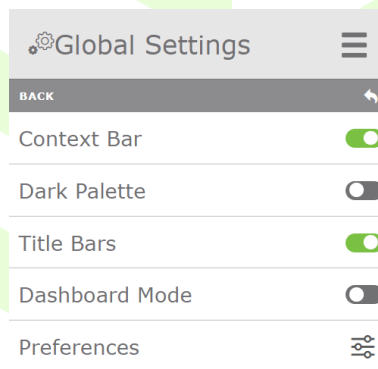 Global Settings
BACK
Context Bar
Dark Palette
Title Bars
Dashboard Mode
Preferences